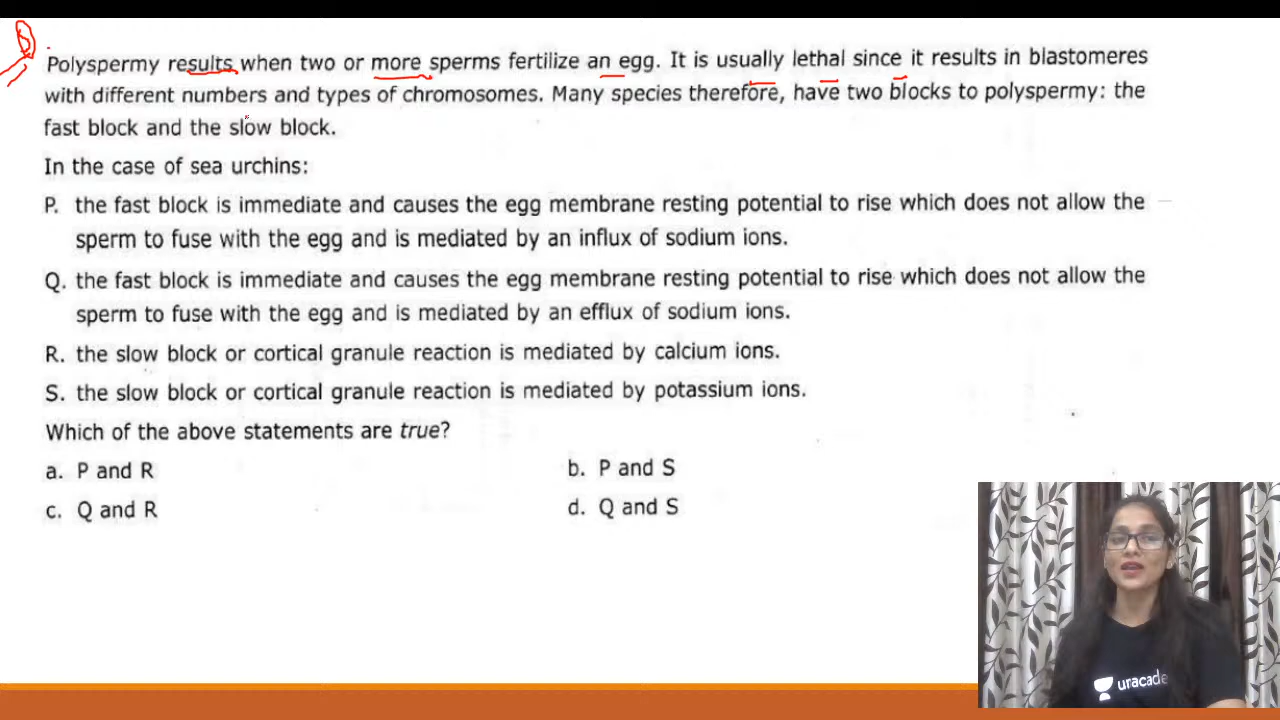 Polyspermy results when two or more sperms fertilize an egg. It is usually lethal since it results in blastomeres
with different numbers and types of chromosomes. Many species therefore, have two blocks to polyspermy: the
fast block and the slow block.
In the case of sea urchins:
P. the fast block is immediate and causes the egg membrane resting potential to rise which does not allow the
sperm to fuse with the egg and is mediated by an influx of sodium ions.
Q. the fast block is immediate and causes the egg membrane resting potential to rise which does not allow the
sperm to fuse with the egg and is mediated by an efflux of sodium ions.
R. the slow block or cortical granule reaction is mediated by calcium ions.
S. the slow block or cortical granule reaction is mediated by potassium ions.
Which of the above statements are true?
a. P and R
b. P and S
c. Q and R
d. Q and S